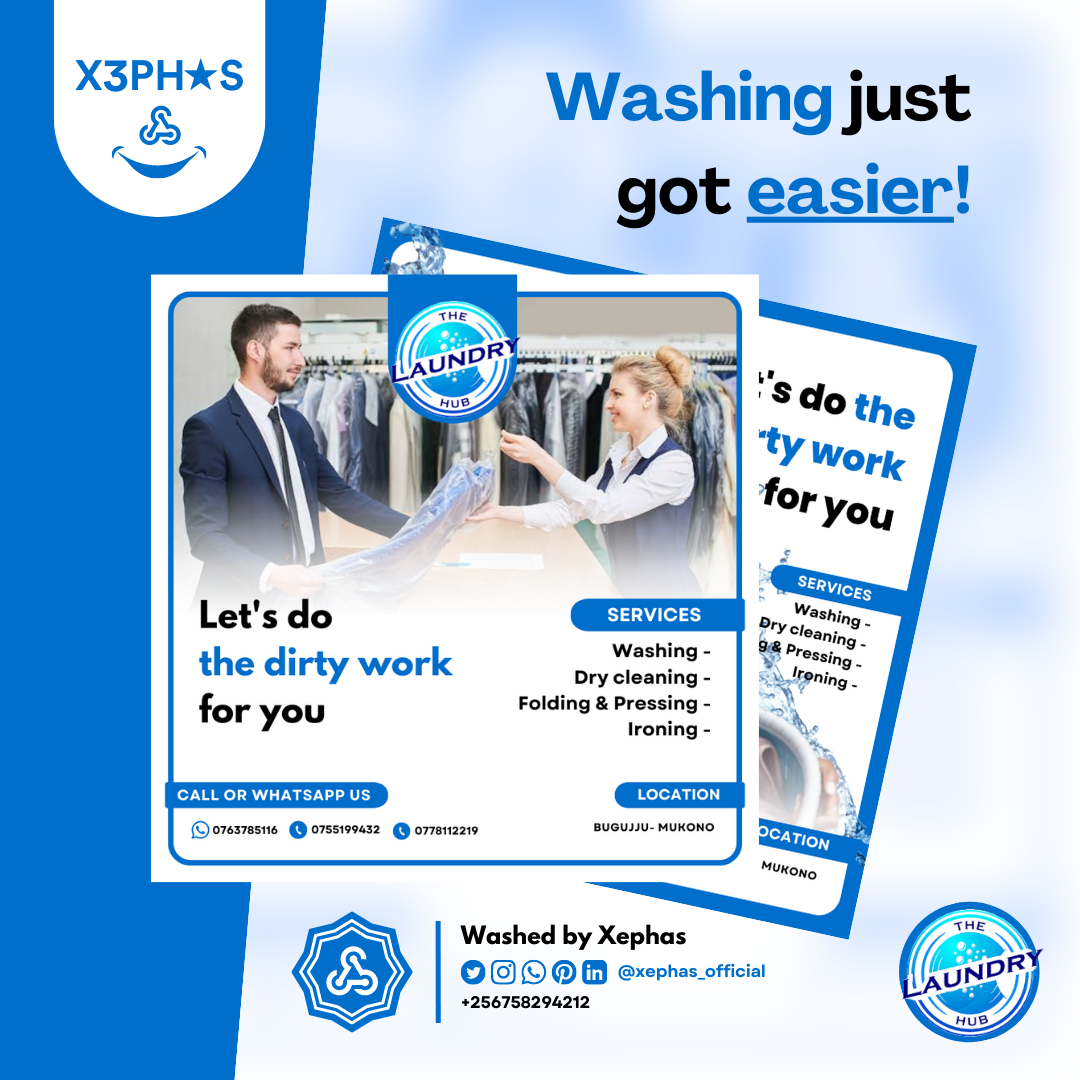 X3PH★S
Washing just
got easier!
THE
LAUNDRY
HUB
Let's do
the dirty work
for you
SERVICES
Washing -
Dry cleaning -
Folding & Pressing -
Ironing -
CALL OR WHATSAPP US
0763785116 0755199432 0778112219
LOCATION
BUGUJJU- MUKONO
't's do the
rty work
for you
SERVICES
Washing -
Dry cleaning -
g & Pressing -
Ironing -
OCATION
MUKONO
Washed by Xephas
@xephas_official
+256758294212
THE
LAUNDRY
HUB